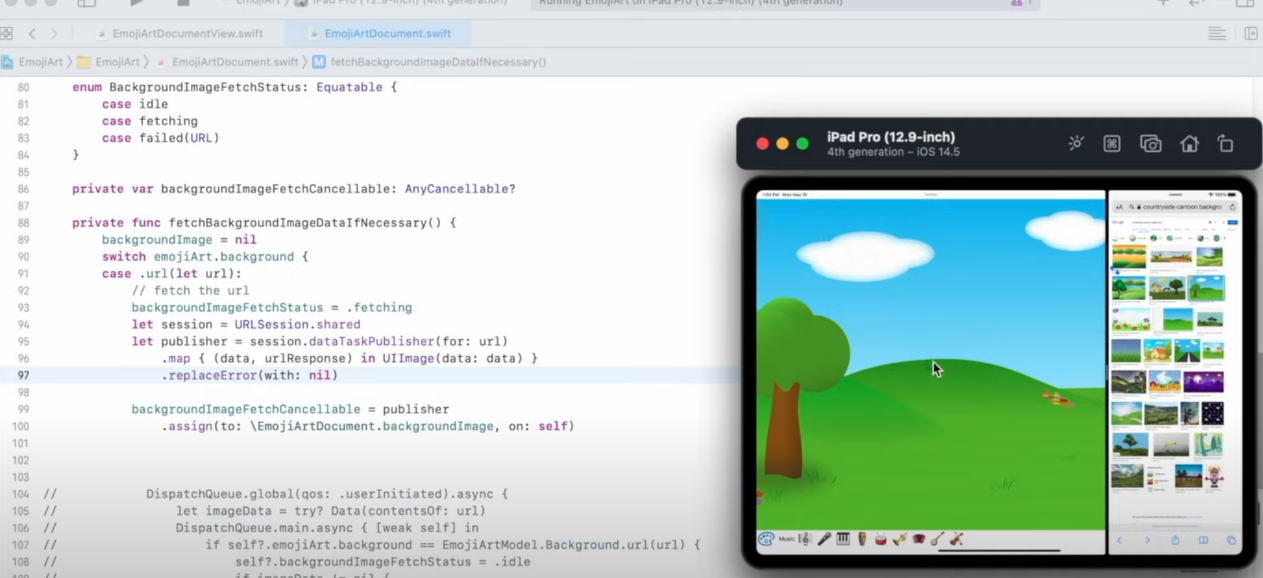 EmojiArt
iPad Pro (12.9-inch) (4th generation)
Running EmojiArt on iPad Pro (12.9-inch) (4th generation)
EmojiArtDocumentView.swift
EmojiArtDocument.swift
EmojiArt
EmojiArt
EmojiArtDocument.swift
M
fetchBackgroundImageDataIfNecessary()
80 enum BackgroundImageFetchStatus: Equatable {
81 case idle
82 case fetching
83 case failed(URL)
84 }
85
86 private var backgroundImageFetchCancellable: AnyCancellable?
87
88 private func fetchBackgroundImageDataIfNecessary() {
89 backgroundImage = nil
90 switch emojiArt.background {
91 case .url(let url):
92 // fetch the url
93 backgroundImageFetchStatus = .fetching
94 let session = URLSession.shared
95 let publisher = session.dataTaskPublisher(for: url)
96 .map { (data, urlResponse) in UIImage(data: data) }
97 .replaceError(with: nil)
98
99 backgroundImageFetchCancellable = publisher
100 .assign(to: \EmojiArtDocument.backgroundImage, on: self)
101
102
103
104 // DispatchQueue.global(qos: .userInitiated).async {
105 // let imageData = try? Data(contentsOf: url)
106 // DispatchQueue.main.async { [weak self] in
107 // if self?.emojiArt.background == EmojiArtModel.Background.url(url) {
108 // self?.backgroundImageFetchStatus = .idle
109 // if imageData != nil {
iPad Pro (12.9-inch)
4th generation – iOS 14.5
AA
countryside cartoon backgro
Music